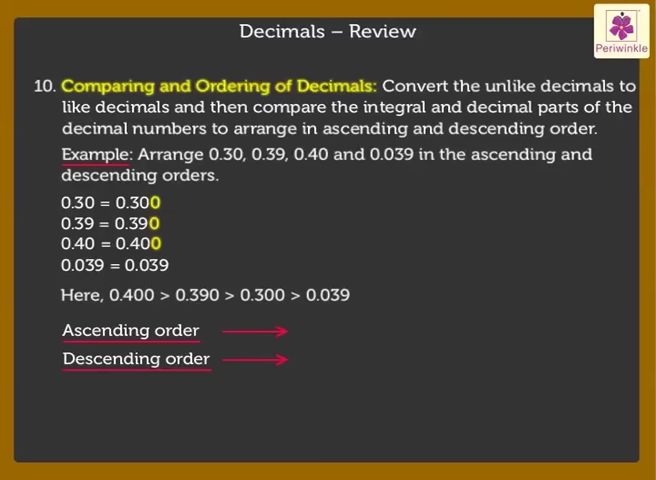 Decimals – Review
Periwinkle
10. Comparing and Ordering of Decimals: Convert the unlike decimals to
like decimals and then compare the integral and decimal parts of the
decimal numbers to arrange in ascending and descending order.
Example: Arrange 0.30, 0.39, 0.40 and 0.039 in the ascending and
descending orders.
0.30 = 0.300
0.39 = 0.390
0.40 = 0.400
0.039 = 0.039
Here, 0.400 > 0.390 > 0.300 > 0.039
Ascending order
Descending order